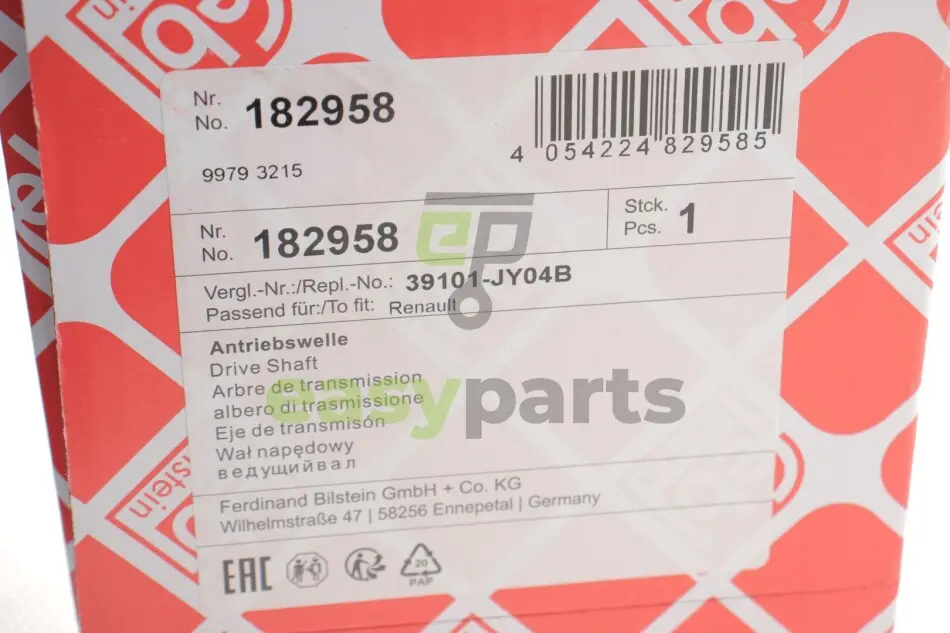 Nr.
No. 182958
4 054224 829585
9979 3215
Nr.
No. 182958
Stck.
Pcs. 1
Vergl.-Nr.:/Repl.-No.: 39101-JY04B
Passend für:/To fit: Renault
Antriebswelle
Drive Shaft
Arbre de transmission
albero di trasmissione
Eje de transmisón
Wał napędowy
ведущийвал
easyparts
Ferdinand Bilstein GmbH + Co. KG
Wilhelmstraße 47 | 58256 Ennepetal | Germany
EAC
20
PAP